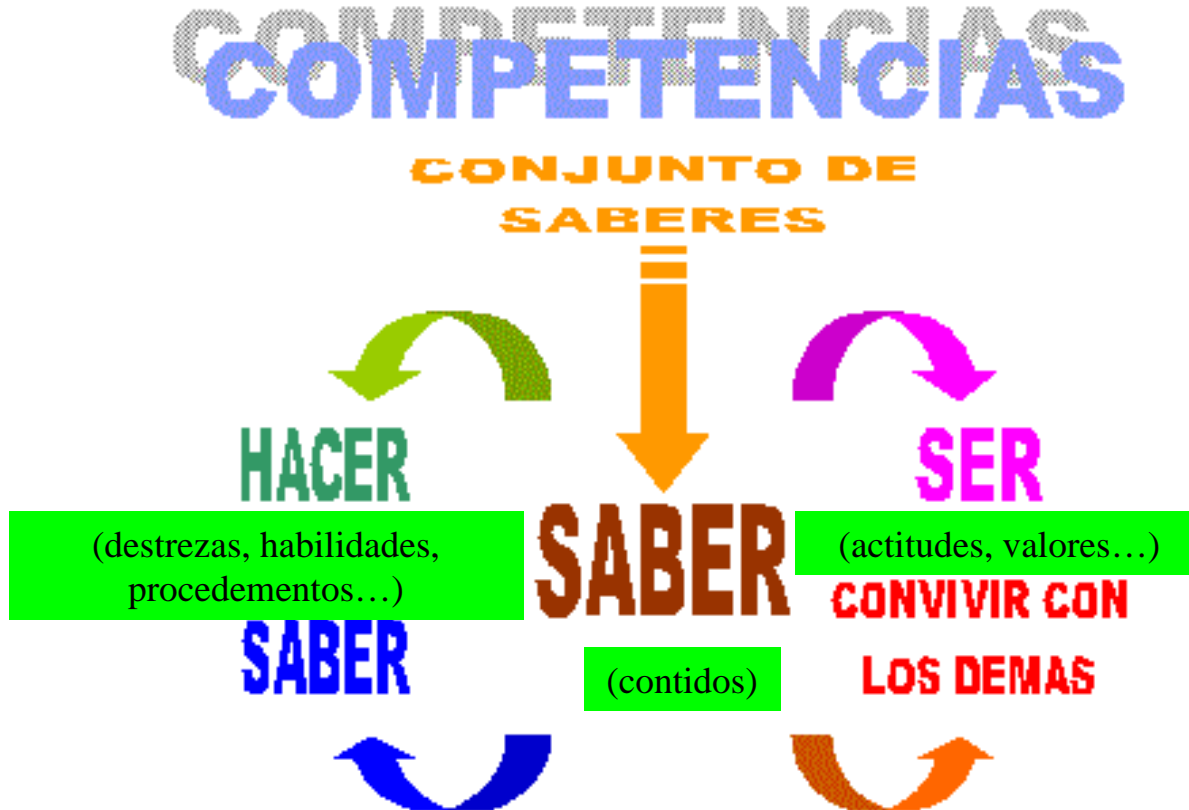 COMPETENCIAS
CONJUNTO DE
SABERES
HACER
(destrezas, habilidades,
procedementos…)
SABER
SABER
(contidos)
SER
(actitudes, valores…)
CONVIVIR CON
LOS DEMAS